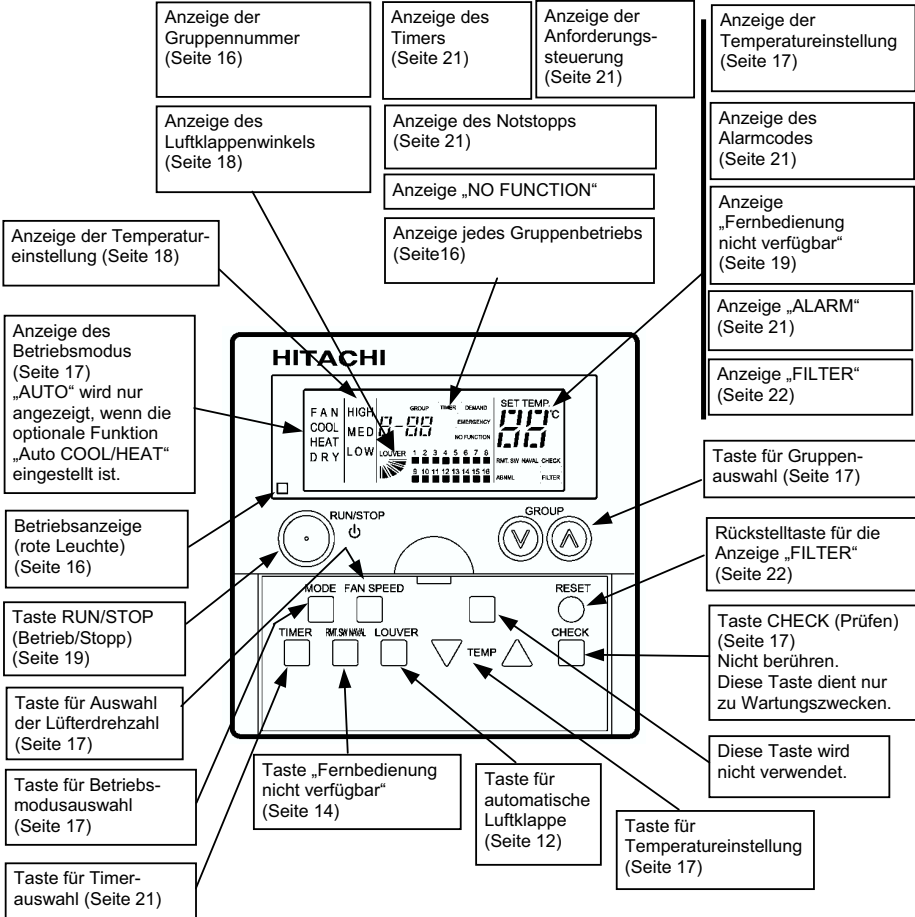 Anzeige der
Gruppennummer
(Seite 16)
Anzeige des
Timers
(Seite 21)
Anzeige der
Anforderungs-
steuerung
(Seite 21)
Anzeige der
Temperatureinstellung
(Seite 17)
Anzeige des
Luftklappenwinkels
(Seite 18)
Anzeige des Notstopps
(Seite 21)
Anzeige des
Alarmcodes
(Seite 21)
Anzeige „NO FUNCTION“
Anzeige
„Fernbedienung
nicht verfügbar“
(Seite 19)
Anzeige der Temperatur-
einstellung (Seite 18)
Anzeige jedes Gruppenbetriebs
(Seite16)
Anzeige „ALARM“
(Seite 21)
Anzeige „FILTER“
(Seite 22)
Anzeige des
Betriebsmodus
(Seite 17)
„AUTO“ wird nur
angezeigt, wenn die
optionale Funktion
„Auto COOL/HEAT“
eingestellt ist.
HITACHI
FAN
COOL
HEAT
DRY
HIGH
MED
LOW
GROUP TIMER DEMAND
EMERGENCY
NO FUNCTION
8-88
LOUVER
1 2 3 4 5 6 7 8
9 10 11 12 13 14 15 16
SET TEMP.
88 °C
RMT. SW NAVAL CHECK
ABNML FILTER
Taste für Gruppen-
auswahl (Seite 17)
Betriebsanzeige
(rote Leuchte)
(Seite 16)
RUN/STOP
GROUP
Rückstelltaste für die
Anzeige „FILTER“
(Seite 22)
MODE FAN SPEED
RESET
Taste RUN/STOP
(Betrieb/Stopp)
(Seite 19)
TIMER RMT.SW NAVAL LOUVER
TEMP
CHECK
Taste CHECK (Prüfen)
(Seite 17)
Nicht berühren.
Diese Taste dient nur
zu Wartungszwecken.
Taste für Auswahl
der Lüfterdrehzahl
(Seite 17)
Diese Taste wird
nicht verwendet.
Taste für Betriebs-
modusauswahl
(Seite 17)
Taste „Fernbedienung
nicht verfügbar“
(Seite 14)
Taste für
automatische
Luftklappe
(Seite 12)
Taste für
Temperatureinstellung
(Seite 17)
Taste für Timer-
auswahl (Seite 21)